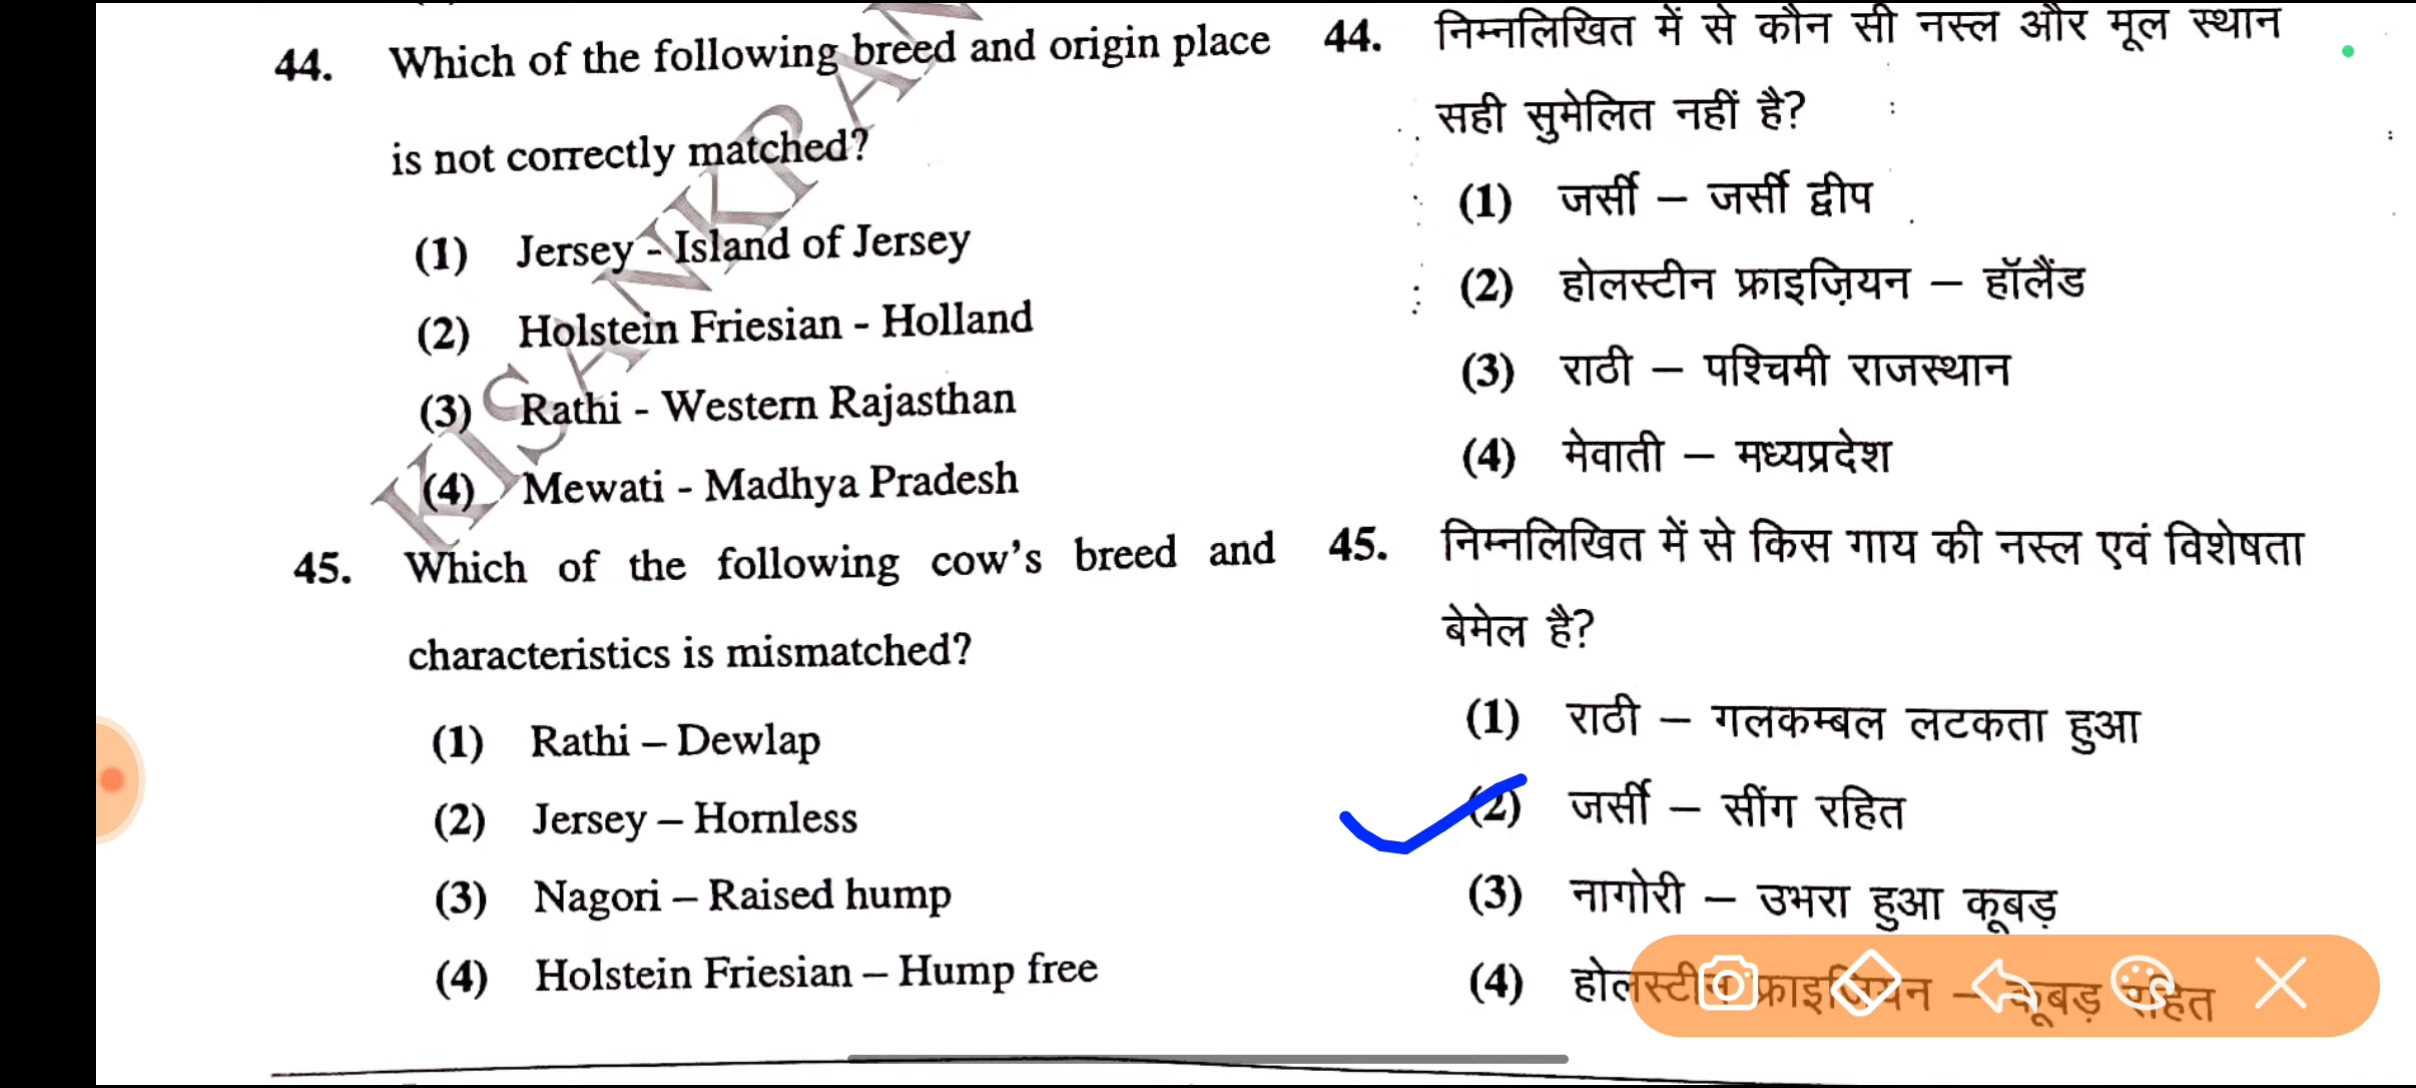 44. Which of the following breed and origin place
is not correctly matched?
(1) Jersey - Island of Jersey
(2) Holstein Friesian - Holland
(3) Rathi - Western Rajasthan
(4) Mewati - Madhya Pradesh
45. Which of the following cow's breed and
characteristics is mismatched?
(1) Rathi – Dewlap
(2) Jersey – Hornless
(3) Nagori – Raised hump
(4) Holstein Friesian – Hump free
44. निम्नलिखित में से कौन सी नस्ल और मूल स्थान
सही सुमेलित नहीं है?
(1) जर्सी – जर्सी द्वीप
(2) होलस्टीन फ्राइज़ियन – हॉलैंड
(3) राठी – पश्चिमी राजस्थान
(4) मेवाती – मध्यप्रदेश
45. निम्नलिखित में से किस गाय की नस्ल एवं विशेषता
बेमेल है?
(1) राठी – गलकम्बल लटकता हुआ
(2) जर्सी – सींग रहित
(3) नागोरी – उभरा हुआ कूबड़
(4) होलस्टीन फ्राइजियन – कूबड़ रहित